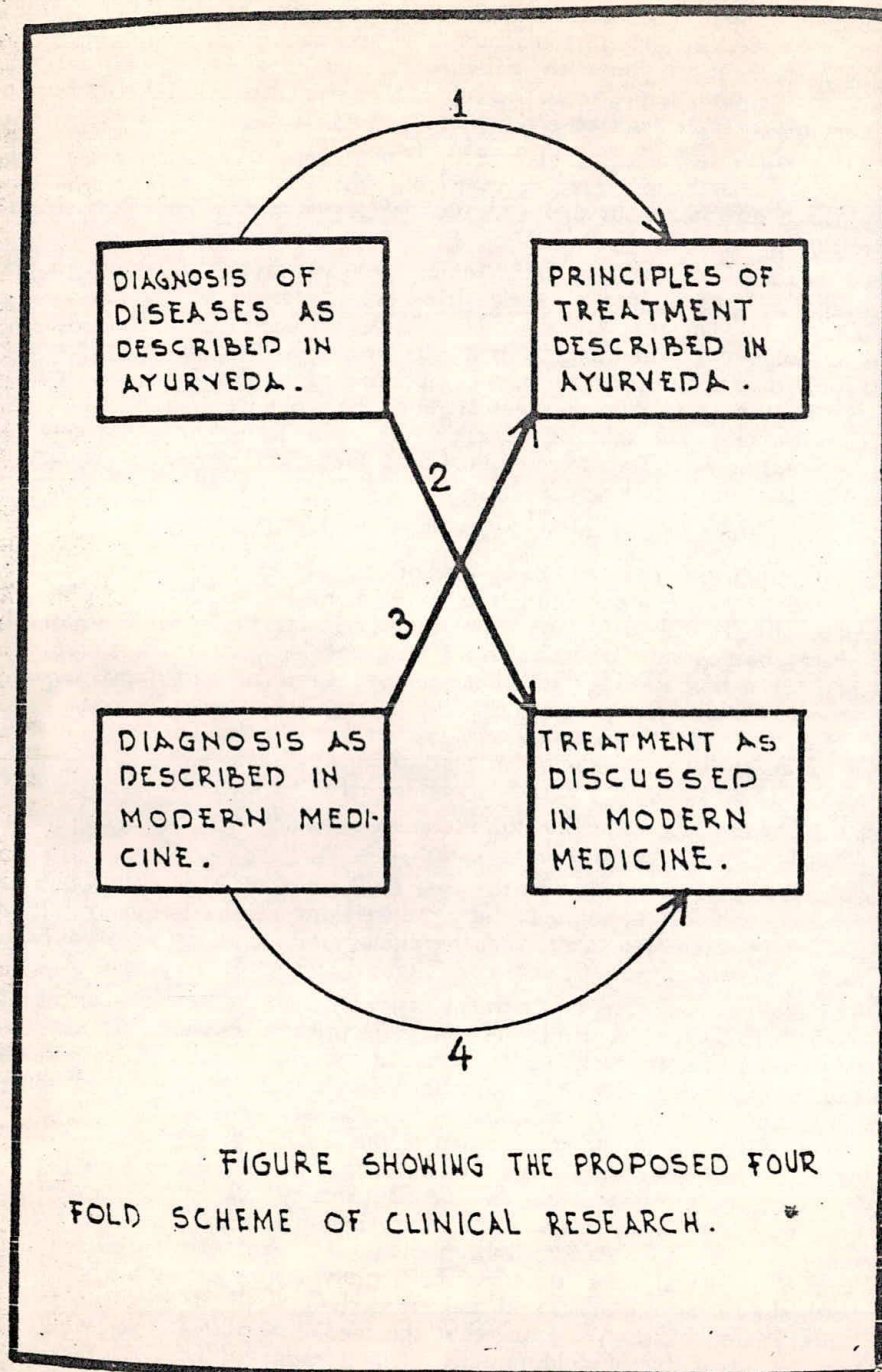 1
DIAGNOSIS OF
DISEASES AS
DESCRIBED IN
AYURVEDA.
PRINCIPLES OF
TREATMENT
DESCRIBED IN
AYURVEDA.
2
3
DIAGNOSIS AS
DESCRIBED IN
MODERN MEDI-
CINE.
TREATMENT AS
DISCUSSED
IN MODERN
MEDICINE.
4
FIGURE SHOWING THE PROPOSED FOUR
FOLD SCHEME OF CLINICAL RESEARCH.